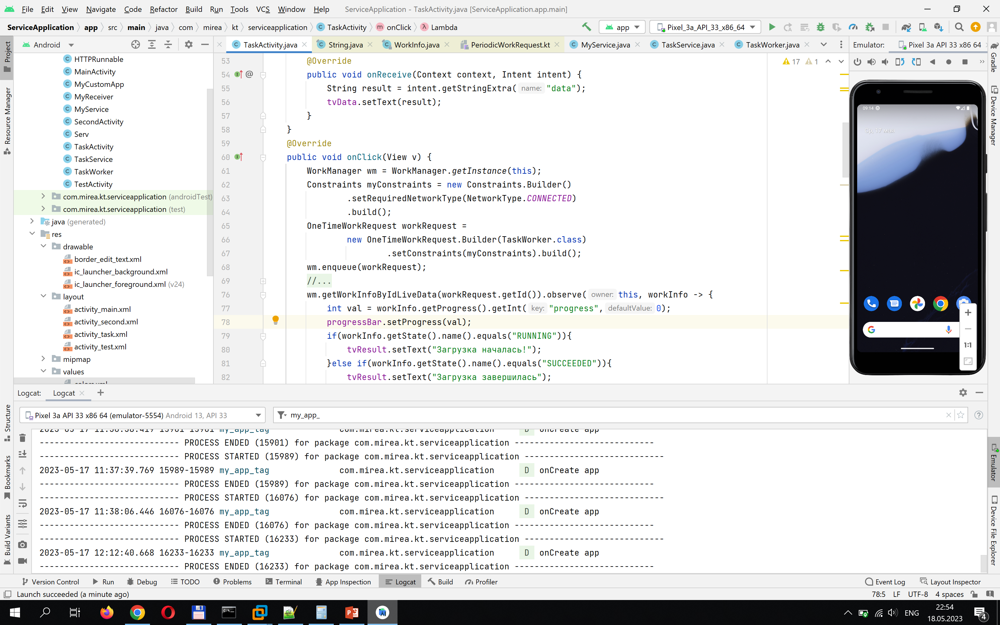 File Edit View Navigate Code Refactor Build Run Tools VCS Window Help ServiceApplication - TaskActivity.java [ServiceApplication.app.main]
ServiceApplication app src main java com mirea kt serviceapplication TaskActivity onClick Lambda app Pixel_3a_API_33_x86_64
Android
TaskActivity.java String.java WorkInfo.java PeriodicWorkRequest.kt MyService.java TaskService.java TaskWorker.java
Emulator: Pixel 3a API 33 x86 64
Project
Resource Manager
Structure
Bookmarks
Build Variants
HTTPRunnable
MainActivity
MyCustomApp
MyReceiver
MyService
SecondActivity
Serv
TaskActivity
TaskService
TaskWorker
TestActivity
com.mirea.kt.serviceapplication (androidTest)
com.mirea.kt.serviceapplication (test)
java (generated)
res
drawable
border_edit_text.xml
ic_launcher_background.xml
ic_launcher_foreground.xml (v24)
layout
activity_main.xml
activity_second.xml
activity_task.xml
activity_test.xml
mipmap
values
colors.xml
17 1
53 @Override
54 @ public void onReceive(Context context, Intent intent) {
55 String result = intent.getStringExtra( name: "data");
56 tvData.setText(result);
57 }
58 }
59 @Override
60 public void onClick(View v) {
61 WorkManager wm = WorkManager.getInstance(this);
62 Constraints myConstraints = new Constraints.Builder()
63 .setRequiredNetworkType(NetworkType.CONNECTED)
64 .build();
65 OneTimeWorkRequest workRequest =
66 new OneTimeWorkRequest.Builder(TaskWorker.class)
67 .setConstraints(myConstraints).build();
68 wm.enqueue(workRequest);
69 //...
76 wm.getWorkInfoByIdLiveData(workRequest.getId()).observe( owner: this, workInfo -> {
77 int val = workInfo.getProgress().getInt( key: "progress", defaultValue: 0);
78 progressBar.setProgress(val);
79 if(workInfo.getState().name().equals("RUNNING")){
80 tvResult.setText("Загрузка началась!");
81 }else if(workInfo.getState().name().equals("SUCCEEDED")){
82 tvResult.setText("Загрузка завершилась");
09:14
Ср, 17 мая
1:1
Gradle
Device Manager
Emulator
Device File Explorer
Logcat: Logcat
Pixel 3a API 33 x86 64 (emulator-5554) Android 13, API 33 my_app_
2023-05-17 11:36:38.419 15901-15901 my_app_tag com.mirea.kt.serviceapplication D onCreate app
---------------------------- PROCESS ENDED (15901) for package com.mirea.kt.serviceapplication ----------------------------
---------------------------- PROCESS STARTED (15989) for package com.mirea.kt.serviceapplication ----------------------------
2023-05-17 11:37:39.769 15989-15989 my_app_tag com.mirea.kt.serviceapplication D onCreate app
---------------------------- PROCESS ENDED (15989) for package com.mirea.kt.serviceapplication ----------------------------
---------------------------- PROCESS STARTED (16076) for package com.mirea.kt.serviceapplication ----------------------------
2023-05-17 11:38:06.446 16076-16076 my_app_tag com.mirea.kt.serviceapplication D onCreate app
---------------------------- PROCESS ENDED (16076) for package com.mirea.kt.serviceapplication ----------------------------
---------------------------- PROCESS STARTED (16233) for package com.mirea.kt.serviceapplication ----------------------------
2023-05-17 12:12:40.668 16233-16233 my_app_tag com.mirea.kt.serviceapplication D onCreate app
---------------------------- PROCESS ENDED (16233) for package com.mirea.kt.serviceapplication ----------------------------
Version Control Run Debug TODO Problems Terminal App Inspection Logcat Build Profiler Event Log Layout Inspector
Launch succeeded (a minute ago) 78:5 LF UTF-8 4 spaces
ENG 22:54
18.05.2023 4